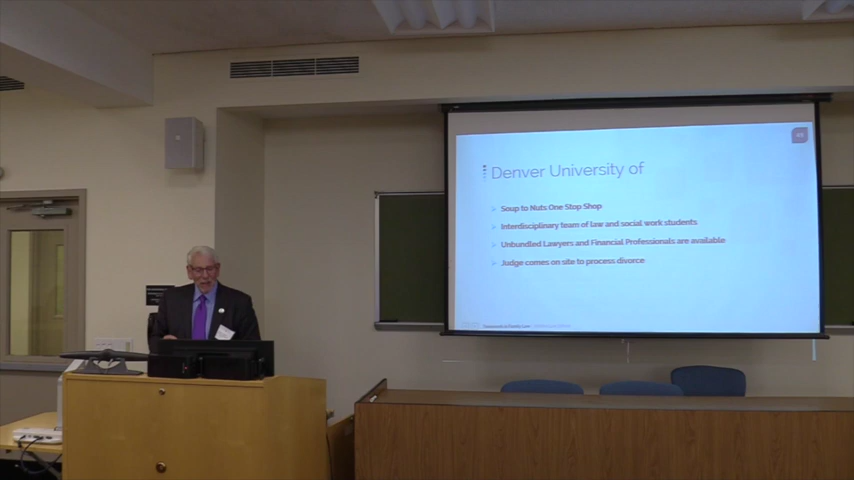 Denver University of
Soup to Nuts One Stop Shop
Interdisciplinary team of law and social work students
Unbundled Lawyers and Financial Professionals are available
Judge comes on site to process divorce